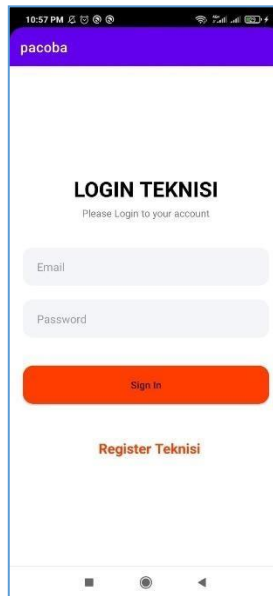 10:57 PM
pacoba
LOGIN TEKNISI
Please Login to your account
Email
Password
Sign In
Register Teknisi